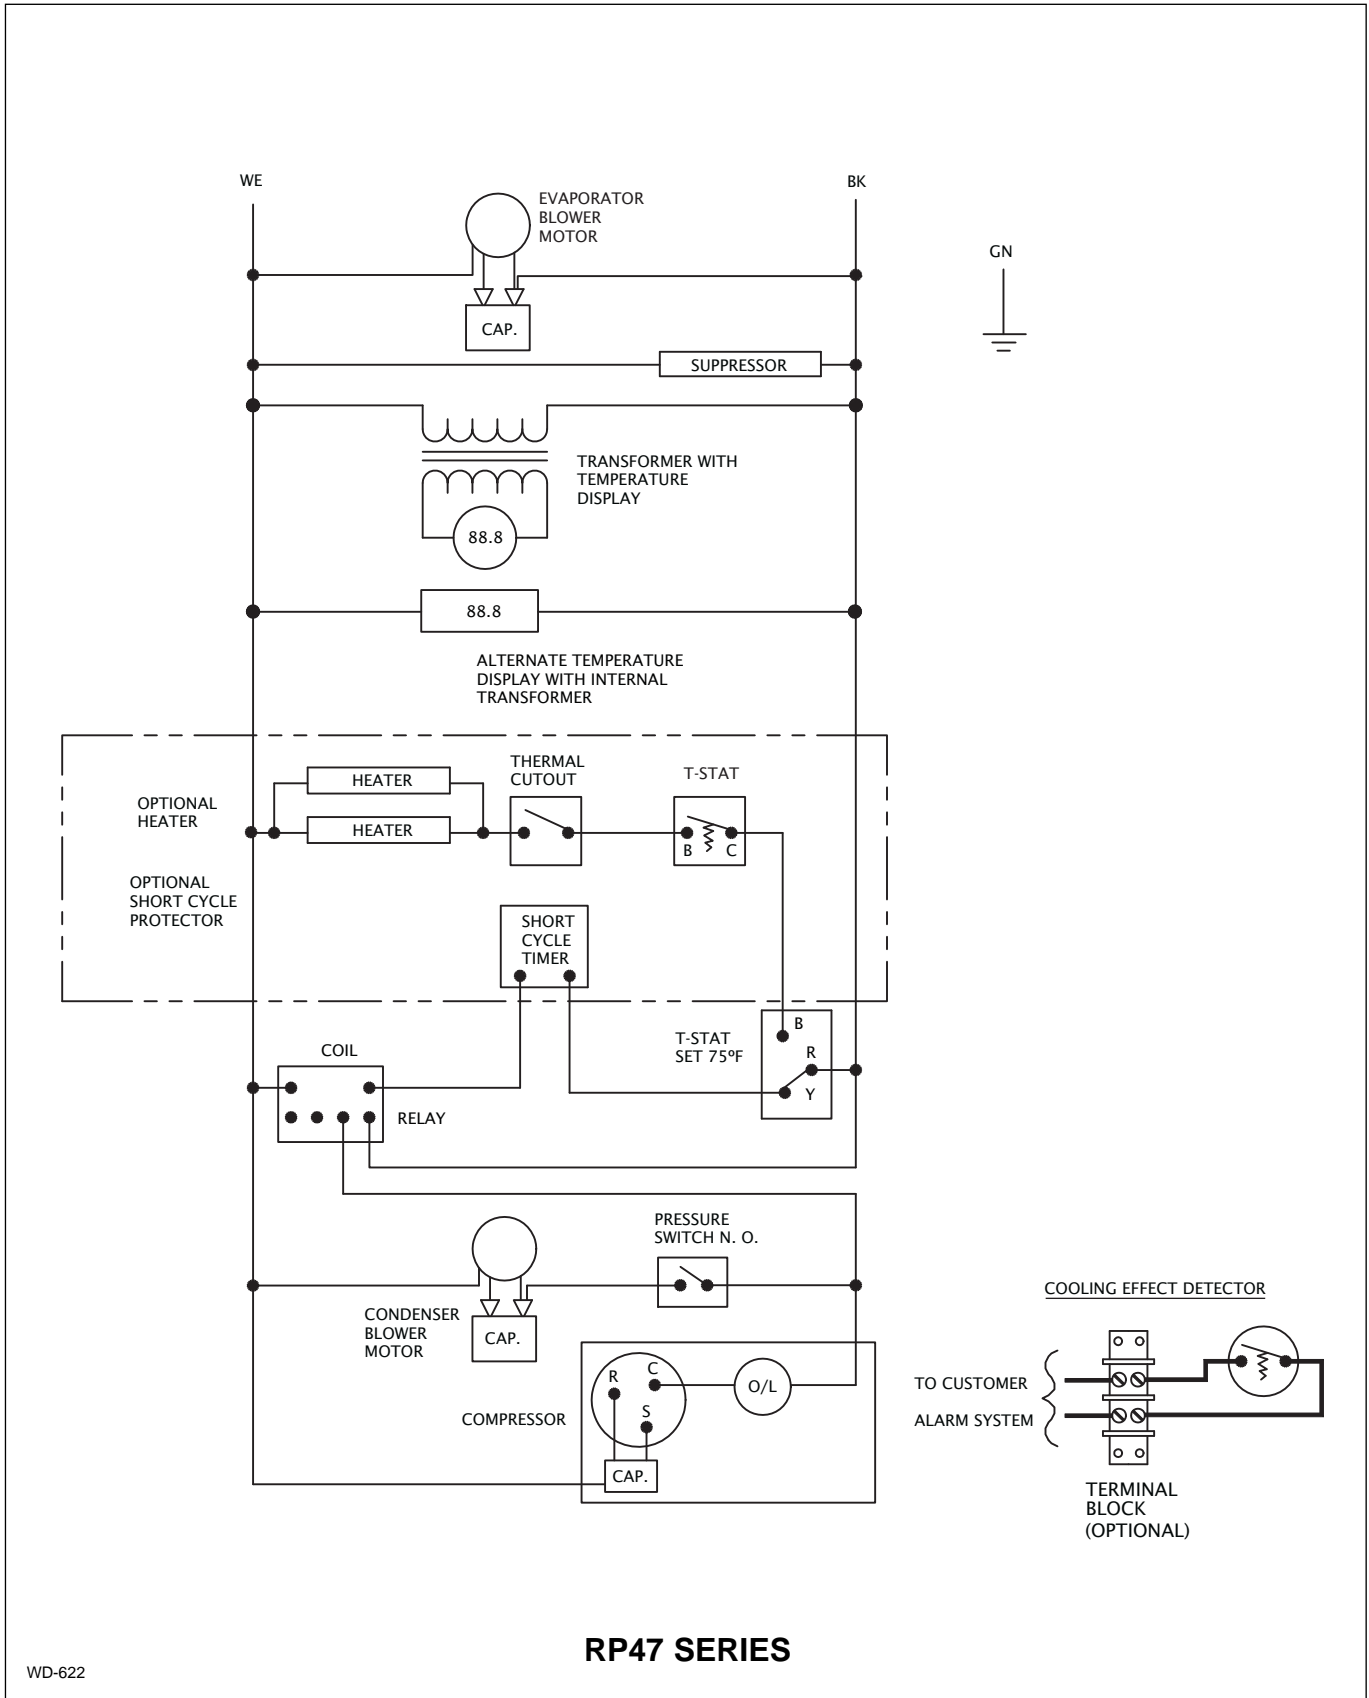 WE
BK
EVAPORATOR
BLOWER
MOTOR
GN
CAP.
SUPPRESSOR
TRANSFORMER WITH
TEMPERATURE
DISPLAY
88.8
88.8
ALTERNATE TEMPERATURE
DISPLAY WITH INTERNAL
TRANSFORMER
OPTIONAL
HEATER
HEATER
HEATER
THERMAL
CUTOUT
T-STAT
B
C
OPTIONAL
SHORT CYCLE
PROTECTOR
SHORT
CYCLE
TIMER
T-STAT
SET 75ºF
B
R
Y
COIL
RELAY
PRESSURE
SWITCH N. O.
CONDENSER
BLOWER
MOTOR
CAP.
COMPRESSOR
R
C
S
O/L
CAP.
COOLING EFFECT DETECTOR
TO CUSTOMER
ALARM SYSTEM
TERMINAL
BLOCK
(OPTIONAL)
RP47 SERIES
WD-622